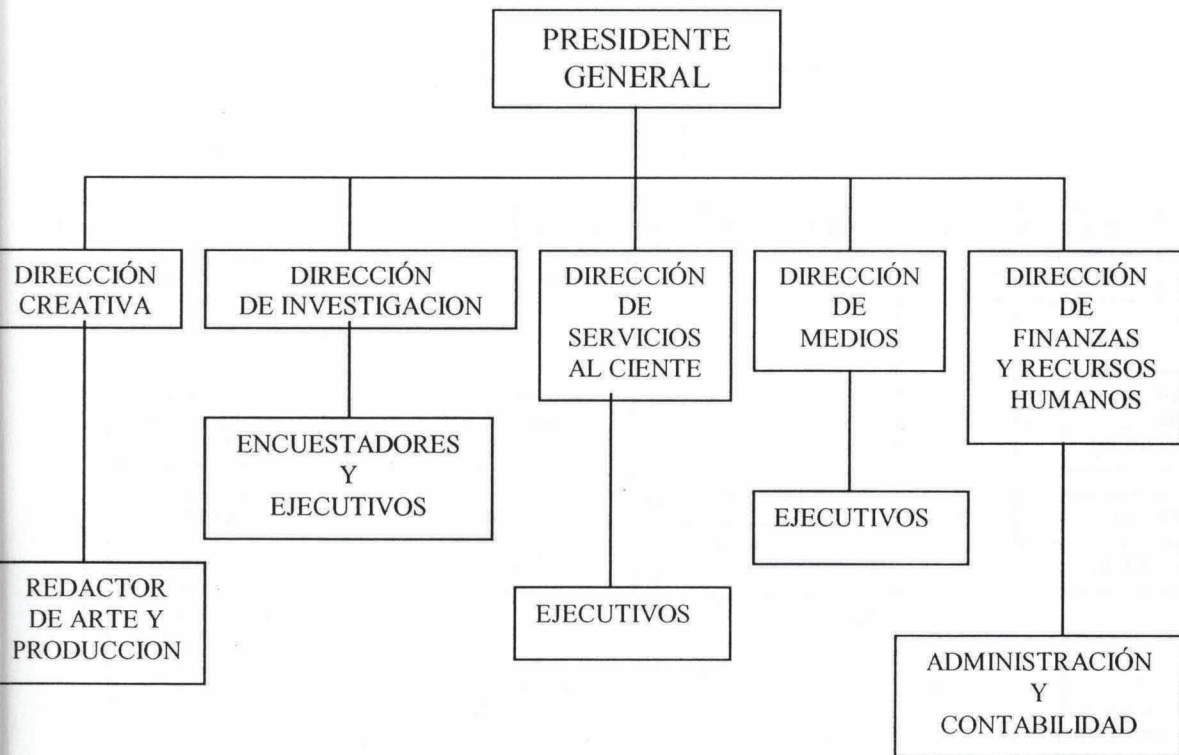 PRESIDENTE
GENERAL
DIRECCIÓN
CREATIVA
DIRECCIÓN
DE INVESTIGACION
DIRECCIÓN
DE
SERVICIOS
AL CIENTE
DIRECCIÓN
DE
MEDIOS
DIRECCIÓN
DE
FINANZAS
Y RECURSOS
HUMANOS
ENCUESTADORES
Y
EJECUTIVOS
EJECUTIVOS
REDACTOR
DE ARTE Y
PRODUCCION
EJECUTIVOS
ADMINISTRACIÓN
Y
CONTABILIDAD